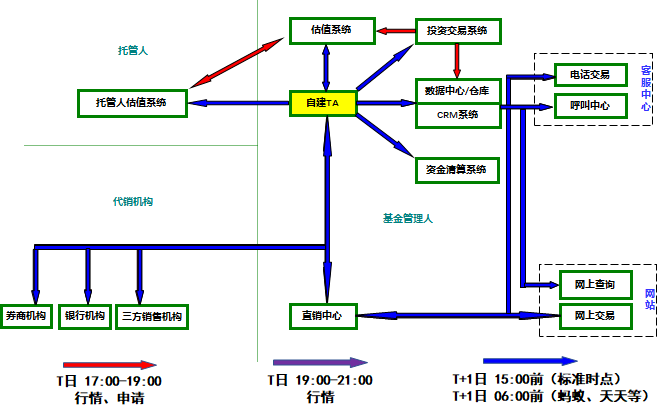 托管人
估值系统
投资交易系统
托管人估值系统
自建TA
数据中心/仓库
CRM系统
电话交易
呼叫中心
客服中心
资金清算系统
代销机构
基金管理人
券商机构
银行机构
三方销售机构
直销中心
网上查询
网上交易
网站
T日 17:00-19:00
行情、申请
T日 19:00-21:00
行情
T+1日 15:00前（标准时点）
T+1日 06:00前（蚂蚁、天天等）